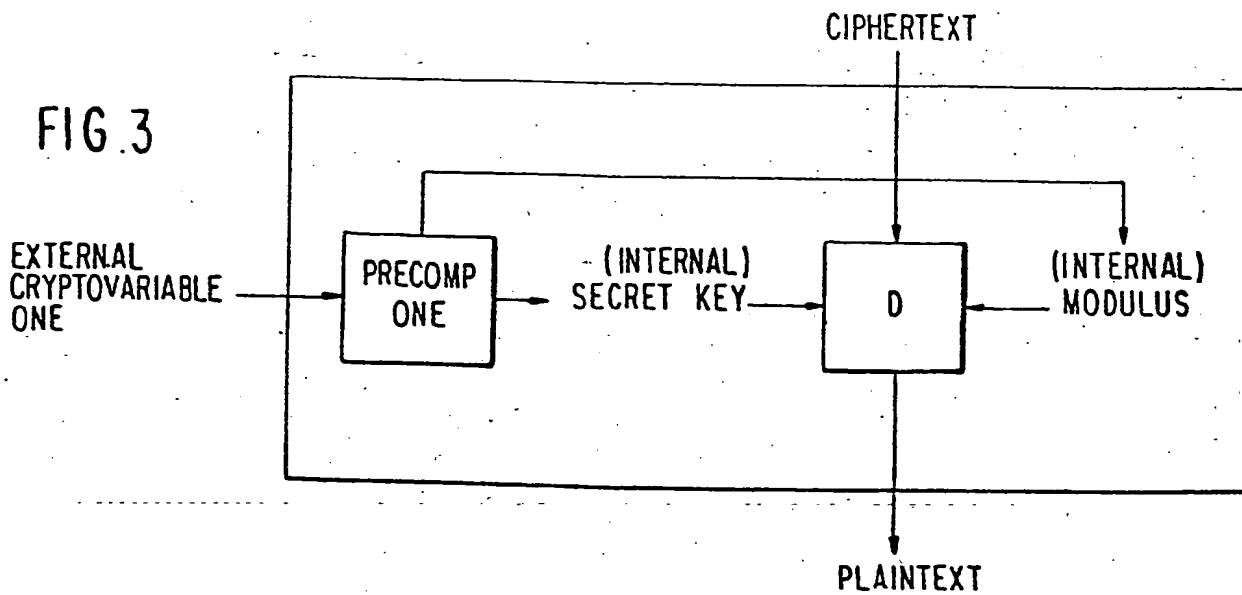 CIPHERTEXT
FIG.3
EXTERNAL
CRYPTOVARIABLE
ONE
PRECOMP
ONE
(INTERNAL)
SECRET KEY
D
(INTERNAL)
MODULUS
PLAINTEXT